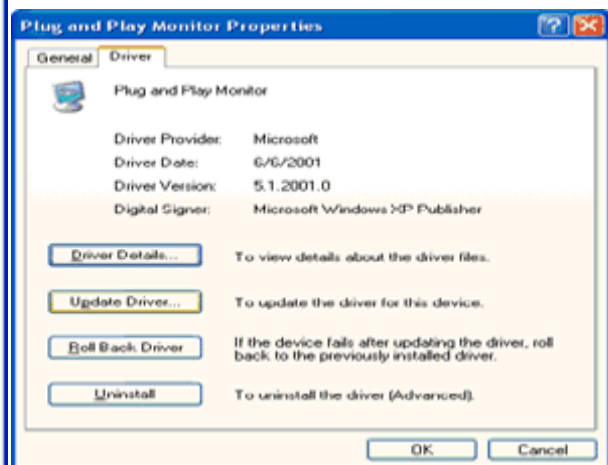 Plug and Play Monitor Properties
General Driver
Plug and Play Monitor
Driver Provider: Microsoft
Driver Date: 6/6/2001
Driver Version: 5.1.2001.0
Digital Signer: Microsoft Windows XP Publisher
Driver Details... To view details about the driver files.
Update Driver... To update the driver for this device.
Roll Back Driver If the device fails after updating the driver, roll
back to the previously installed driver.
Uninstall To uninstall the driver (Advanced).
OK Cancel